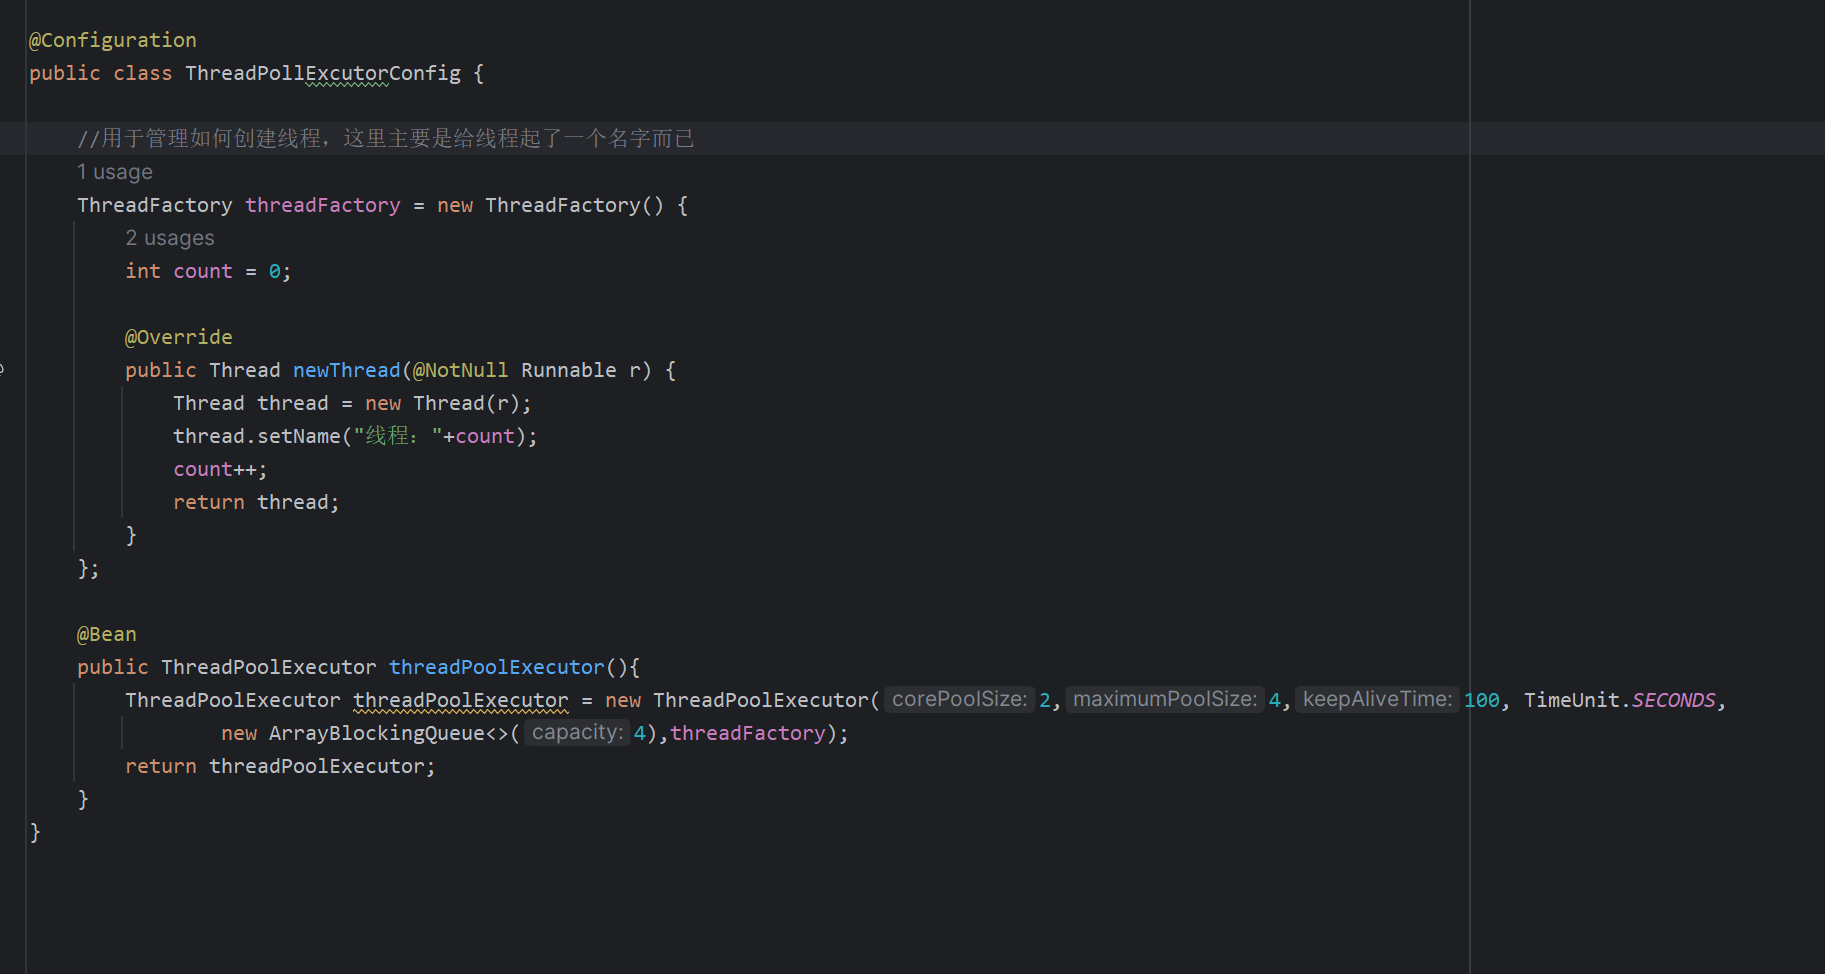 @Configuration
public class ThreadPollExcutorConfig {
//用于管理如何创建线程，这里主要是给线程起了一个名字而已
1 usage
ThreadFactory threadFactory = new ThreadFactory() {
2 usages
int count = 0;
@Override
public Thread newThread(@NotNull Runnable r) {
Thread thread = new Thread(r);
thread.setName("线程："+count);
count++;
return thread;
}
};
@Bean
public ThreadPoolExecutor threadPoolExecutor(){
ThreadPoolExecutor threadPoolExecutor = new ThreadPoolExecutor( corePoolSize: 2, maximumPoolSize: 4, keepAliveTime: 100, TimeUnit.SECONDS,
new ArrayBlockingQueue<>( capacity: 4),threadFactory);
return threadPoolExecutor;
}
}